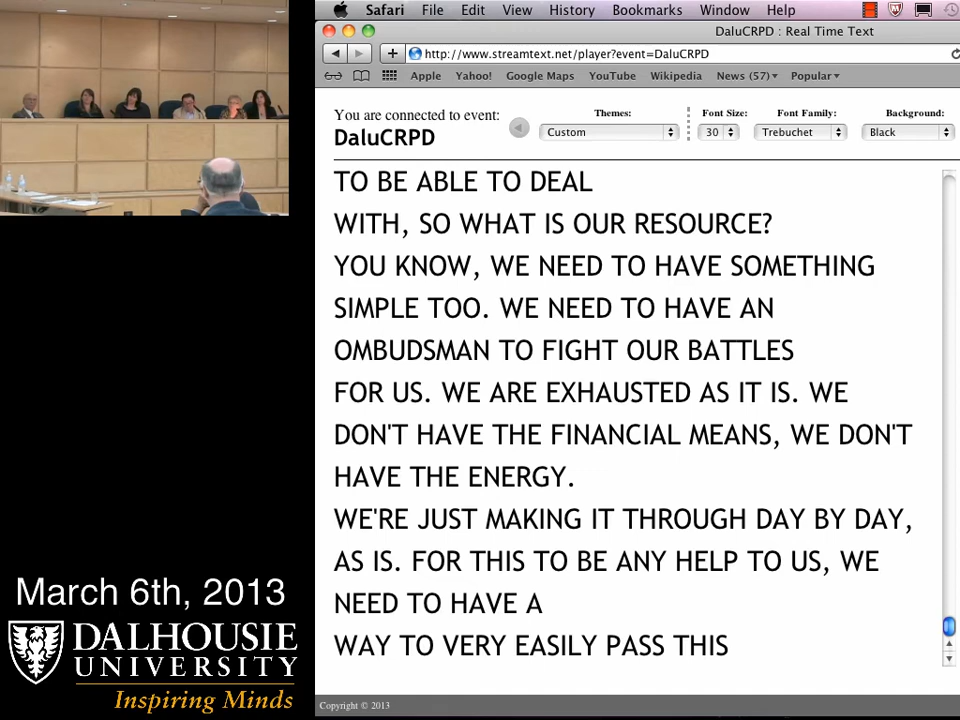 Safari File Edit View History Bookmarks Window Help
DaluCRPD : Real Time Text
http://www.streamtext.net/player?event=DaluCRPD
Apple Yahoo! Google Maps YouTube Wikipedia News (57) Popular
You are connected to event:
DaluCRPD
Themes: Font Size: Font Family: Background:
Custom 30 Trebuchet Black
TO BE ABLE TO DEAL
WITH, SO WHAT IS OUR RESOURCE?
YOU KNOW, WE NEED TO HAVE SOMETHING
SIMPLE TOO. WE NEED TO HAVE AN
OMBUDSMAN TO FIGHT OUR BATTLES
FOR US. WE ARE EXHAUSTED AS IT IS. WE
DON'T HAVE THE FINANCIAL MEANS, WE DON'T
HAVE THE ENERGY.
WE'RE JUST MAKING IT THROUGH DAY BY DAY,
AS IS. FOR THIS TO BE ANY HELP TO US, WE
NEED TO HAVE A
WAY TO VERY EASILY PASS THIS
Copyright © 2013
March 6th, 2013
DALHOUSIE
UNIVERSITY
Inspiring Minds